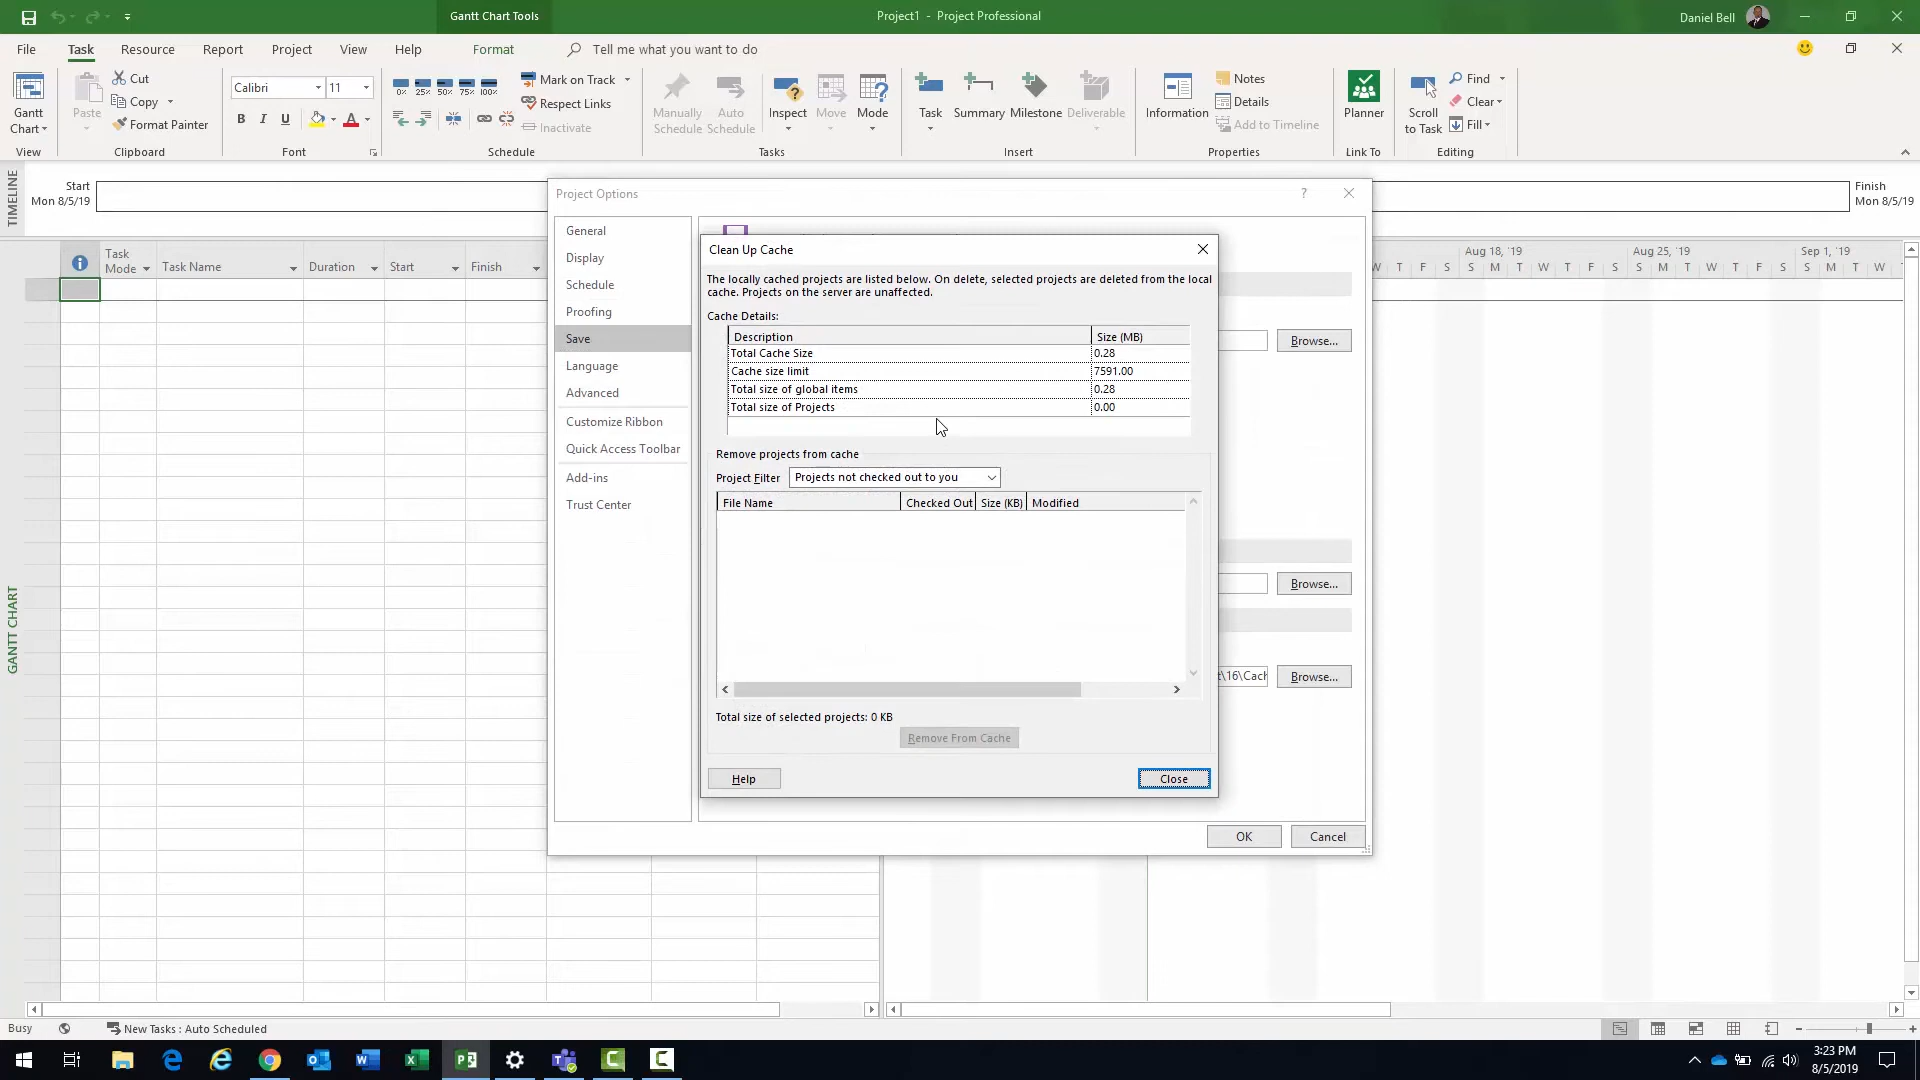 Gantt Chart Tools
Project1 - Project Professional
Daniel Bell
File Task Resource Report Project View Help Format Tell me what you want to do
Gantt
Chart
View
Paste
Cut
Copy
Format Painter
Clipboard
Calibri 11
B I U A
Font
0% 25% 50% 75% 100%
Mark on Track
Respect Links
Inactivate
Schedule
Manually
Schedule
Auto
Schedule
Inspect
Move
Mode
Tasks
Task
Summary
Milestone
Deliverable
Insert
Information
Notes
Details
Add to Timeline
Properties
Planner
Link To
Scroll
to Task
Find
Clear
Fill
Editing
TIMELINE
Start
Mon 8/5/19
Finish
Mon 8/5/19
Task
Mode
Task Name
Duration
Start
Finish
Aug 18, '19 Aug 25, '19 Sep 1, '19
W T F S S M T W T F S S M T W T F S S M T W
GANTT CHART
Project Options
?
General
Display
Schedule
Proofing
Save
Language
Advanced
Customize Ribbon
Quick Access Toolbar
Add-ins
Trust Center
Browse...
Browse...
t\16\Cach
Browse...
OK
Cancel
Clean Up Cache
The locally cached projects are listed below. On delete, selected projects are deleted from the local
cache. Projects on the server are unaffected.
Cache Details:
Description Size (MB)
Total Cache Size 0.28
Cache size limit 7591.00
Total size of global items 0.28
Total size of Projects 0.00
Remove projects from cache
Project Filter Projects not checked out to you
File Name Checked Out Size (KB) Modified
Total size of selected projects: 0 KB
Remove From Cache
Help
Close
Busy
New Tasks : Auto Scheduled
3:23 PM
8/5/2019